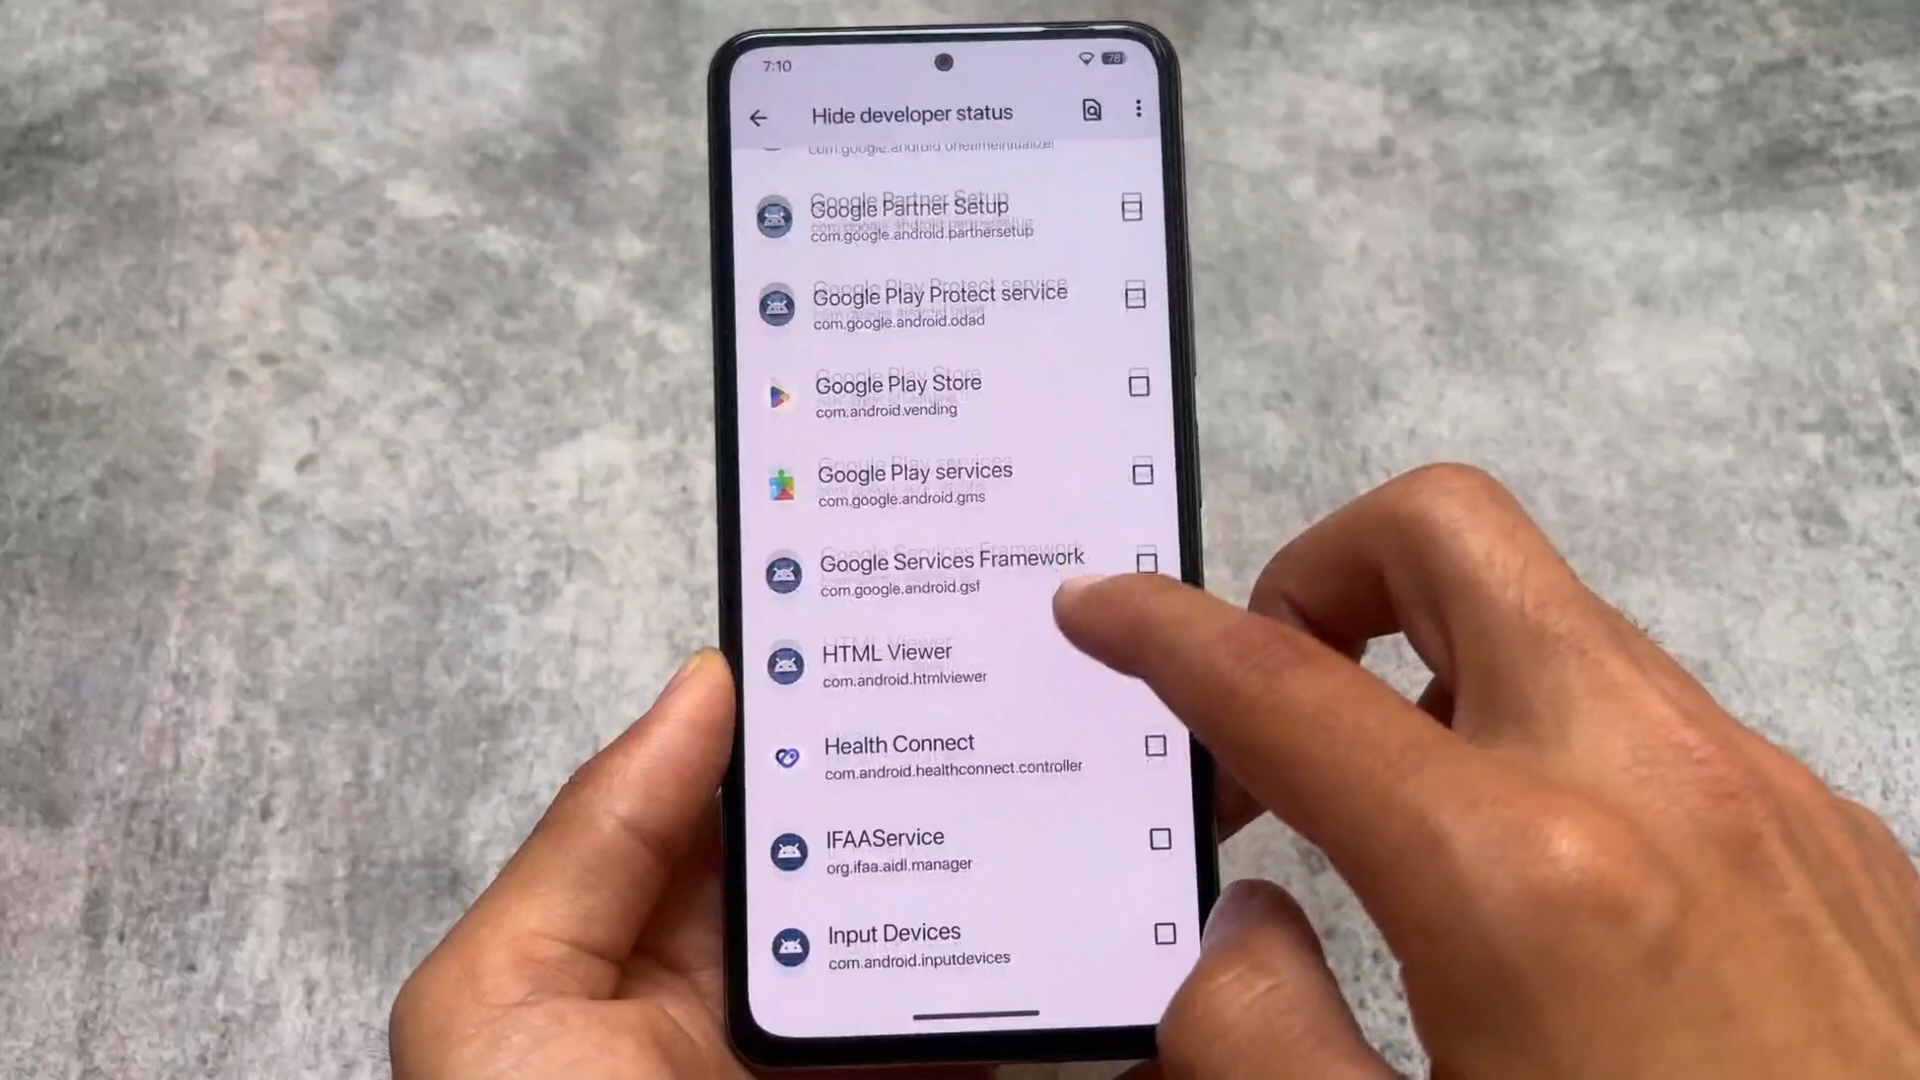 7:10
78
Hide developer status
com.google.android.onetimeinitializer
Google Partner Setup
com.google.android.partnersetup
Google Play Protect service
com.google.android.odad
Google Play Store
com.android.vending
Google Play services
com.google.android.gms
Google Services Framework
com.google.android.gsf
HTML Viewer
com.android.htmlviewer
Health Connect
com.android.healthconnect.controller
IFAAService
org.ifaa.aidl.manager
Input Devices
com.android.inputdevices